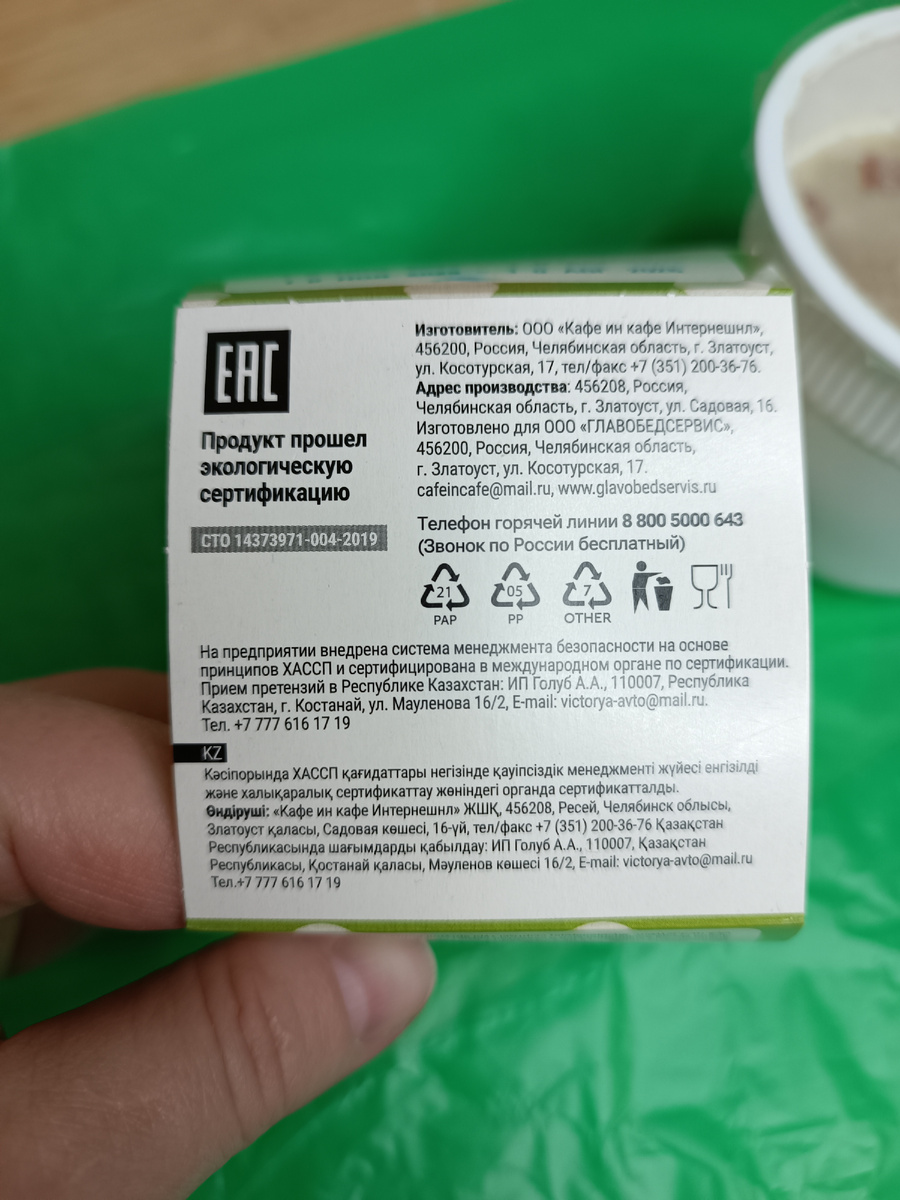 EAC
Продукт прошел
экологическую
сертификацию
СТО 14373971-004-2019
Изготовитель: ООО «Кафе ин кафе Интернешнл»,
456200, Россия, Челябинская область, г. Златоуст,
ул. Косотурская, 17, тел/факс +7 (351) 200-36-76.
Адрес производства: 456208, Россия,
Челябинская область, г. Златоуст, ул. Садовая, 16.
Изготовлено для ООО «ГЛАВОБЕДСЕРВИС»,
456200, Россия, Челябинская область,
г. Златоуст, ул. Косотурская, 17.
cafeincafe@mail.ru, www.glavobedservis.ru
Телефон горячей линии 8 800 5000 643
(Звонок по России бесплатный)
21 05 7
PAP PP OTHER
На предприятии внедрена система менеджмента безопасности на основе
принципов ХАССП и сертифицирована в международном органе по сертификации.
Прием претензий в Республике Казахстан: ИП Голуб А.А., 110007, Республика
Казахстан, г. Костанай, ул. Мауленова 16/2, E-mail: victorya-avto@mail.ru.
Тел. +7 777 616 17 19
KZ
Кәсіпорында ХАССП қағидаттары негізінде қауіпсіздік менеджменті жүйесі енгізілді
және халықаралық сертификаттау жөніндегі органда сертификатталды.
Өндіруші: «Кафе ин кафе Интернешнл» ЖШҚ, 456208, Ресей, Челябинск облысы,
Златоуст қаласы, Садовая көшесі, 16-үй, тел/факс +7 (351) 200-36-76 Қазақстан
Республикасында шағымдарды қабылдау: ИП Голуб А.А., 110007, Қазақстан
Республикасы, Қостанай қаласы, Мәуленов көшесі 16/2, E-mail: victorya-avto@mail.ru
Тел.+7 777 616 17 19